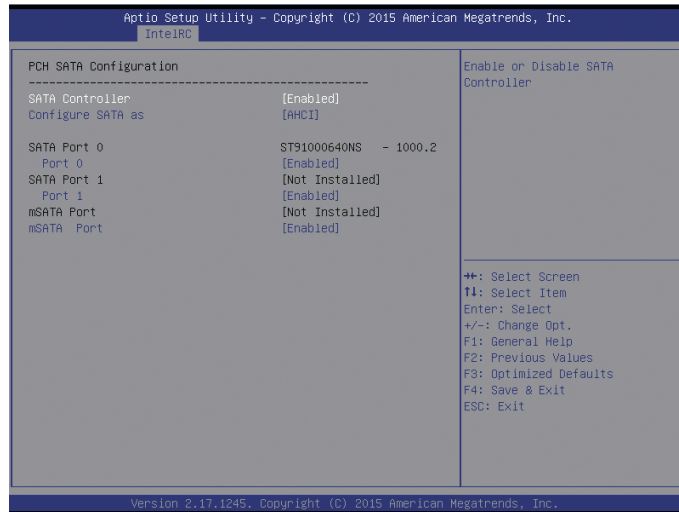 Aptio Setup Utility – Copyright (C) 2015 American Megatrends, Inc.
IntelRC
PCH SATA Configuration
------------------------------------------------
SATA Controller [Enabled]
Configure SATA as [AHCI]
SATA Port 0 ST91000640NS - 1000.2
Port 0 [Enabled]
SATA Port 1 [Not Installed]
Port 1 [Enabled]
mSATA Port [Not Installed]
mSATA Port [Enabled]
Enable or Disable SATA
Controller
→←: Select Screen
↑↓: Select Item
Enter: Select
+/-: Change Opt.
F1: General Help
F2: Previous Values
F3: Optimized Defaults
F4: Save & Exit
ESC: Exit
Version 2.17.1245. Copyright (C) 2015 American Megatrends, Inc.